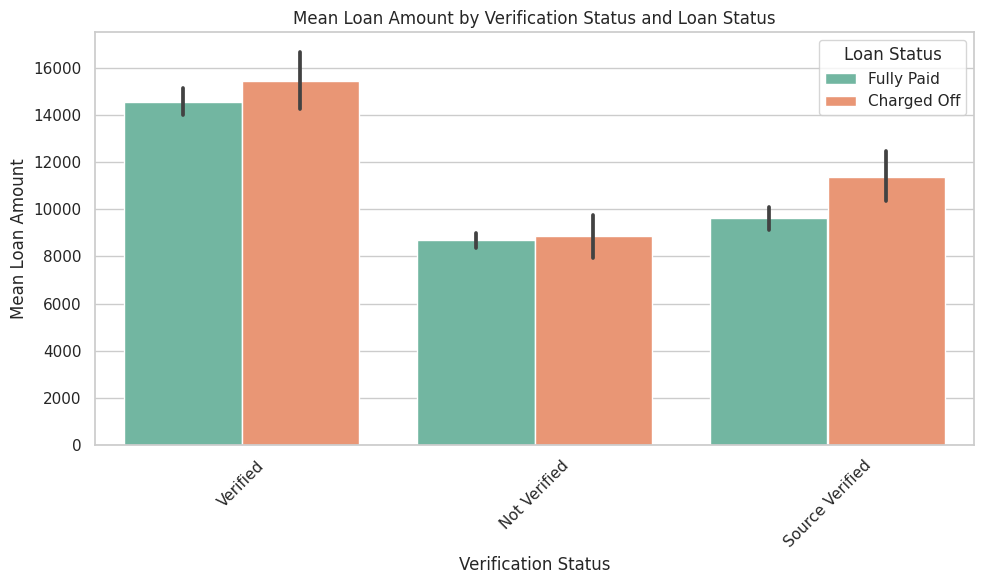 Mean Loan Amount by Verification Status and Loan Status
Loan Status
Fully Paid
Charged Off
Mean Loan Amount
16000
14000
12000
10000
8000
6000
4000
2000
0
Verified
Not Verified
Source Verified
Verification Status